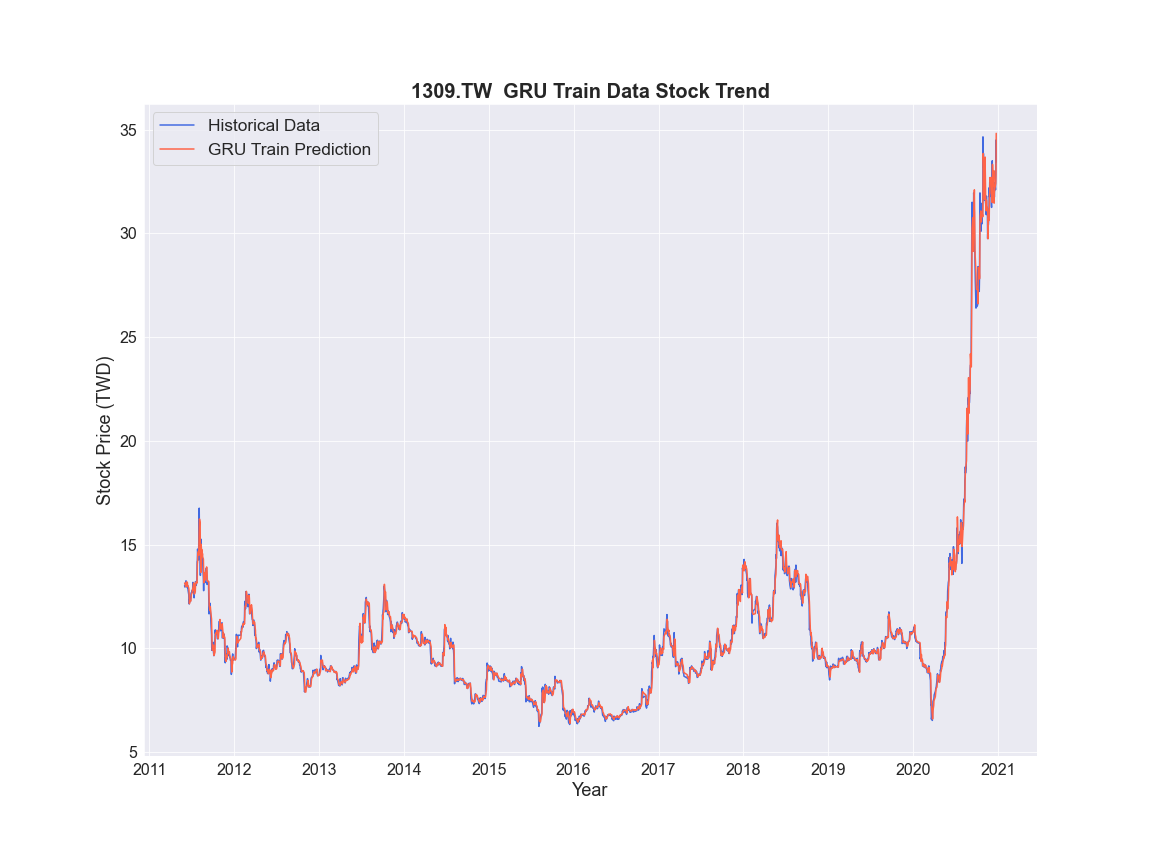 1309.TW  GRU Train Data Stock Trend
Historical Data
GRU Train Prediction
35
30
25
20
15
10
5
Stock Price (TWD)
2011 2012 2013 2014 2015 2016 2017 2018 2019 2020 2021
Year